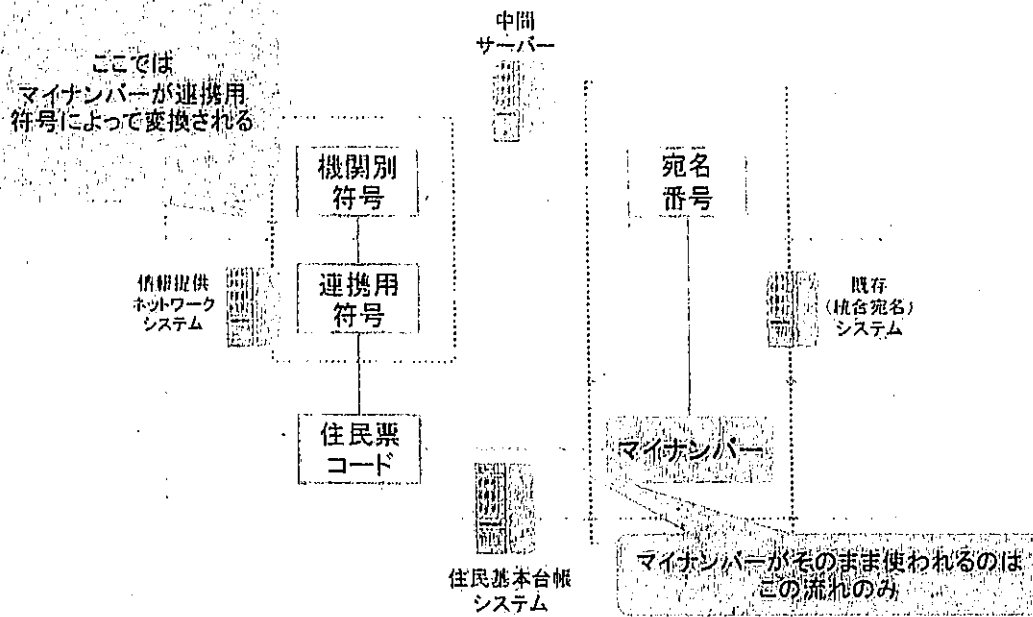 中間
サーバー
ここでは
マイナンバーが連携用
符号によって変換される
機関別
符号
宛名
番号
情報提供
ネットワーク
システム
連携用
符号
既存
(統合宛名)
システム
住民票
コード
マイナンバー
住民基本台帳
システム
マイナンバーがそのまま使われるのは
この流れのみ